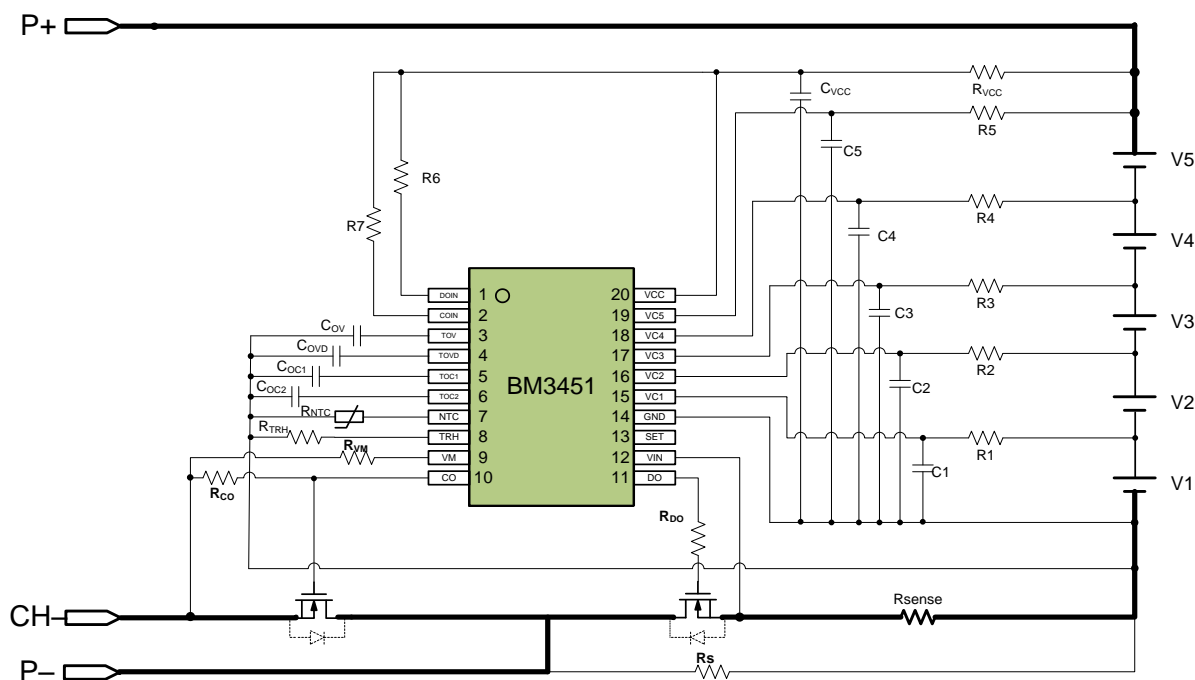 P+
CVCC
RVCC
R5
C5
V5
R6
R4
R7
C4
V4
R3
C3
V3
DOIN 1 20 VCC
COIN 2 19 VC5
COV TOV 3 18 VC4
COVD TOVD 4 17 VC3
R2
COC1 TOC1 5 BM3451 16 VC2
C2
V2
COC2 TOC2 6 15 VC1
RNTC NTC 7 14 GND
RTRH TRH 8 13 SET
R1
RVM VM 9 12 VIN
C1
RCO CO 10 11 DO
V1
RDO
Rsense
CH–
Rs
P–